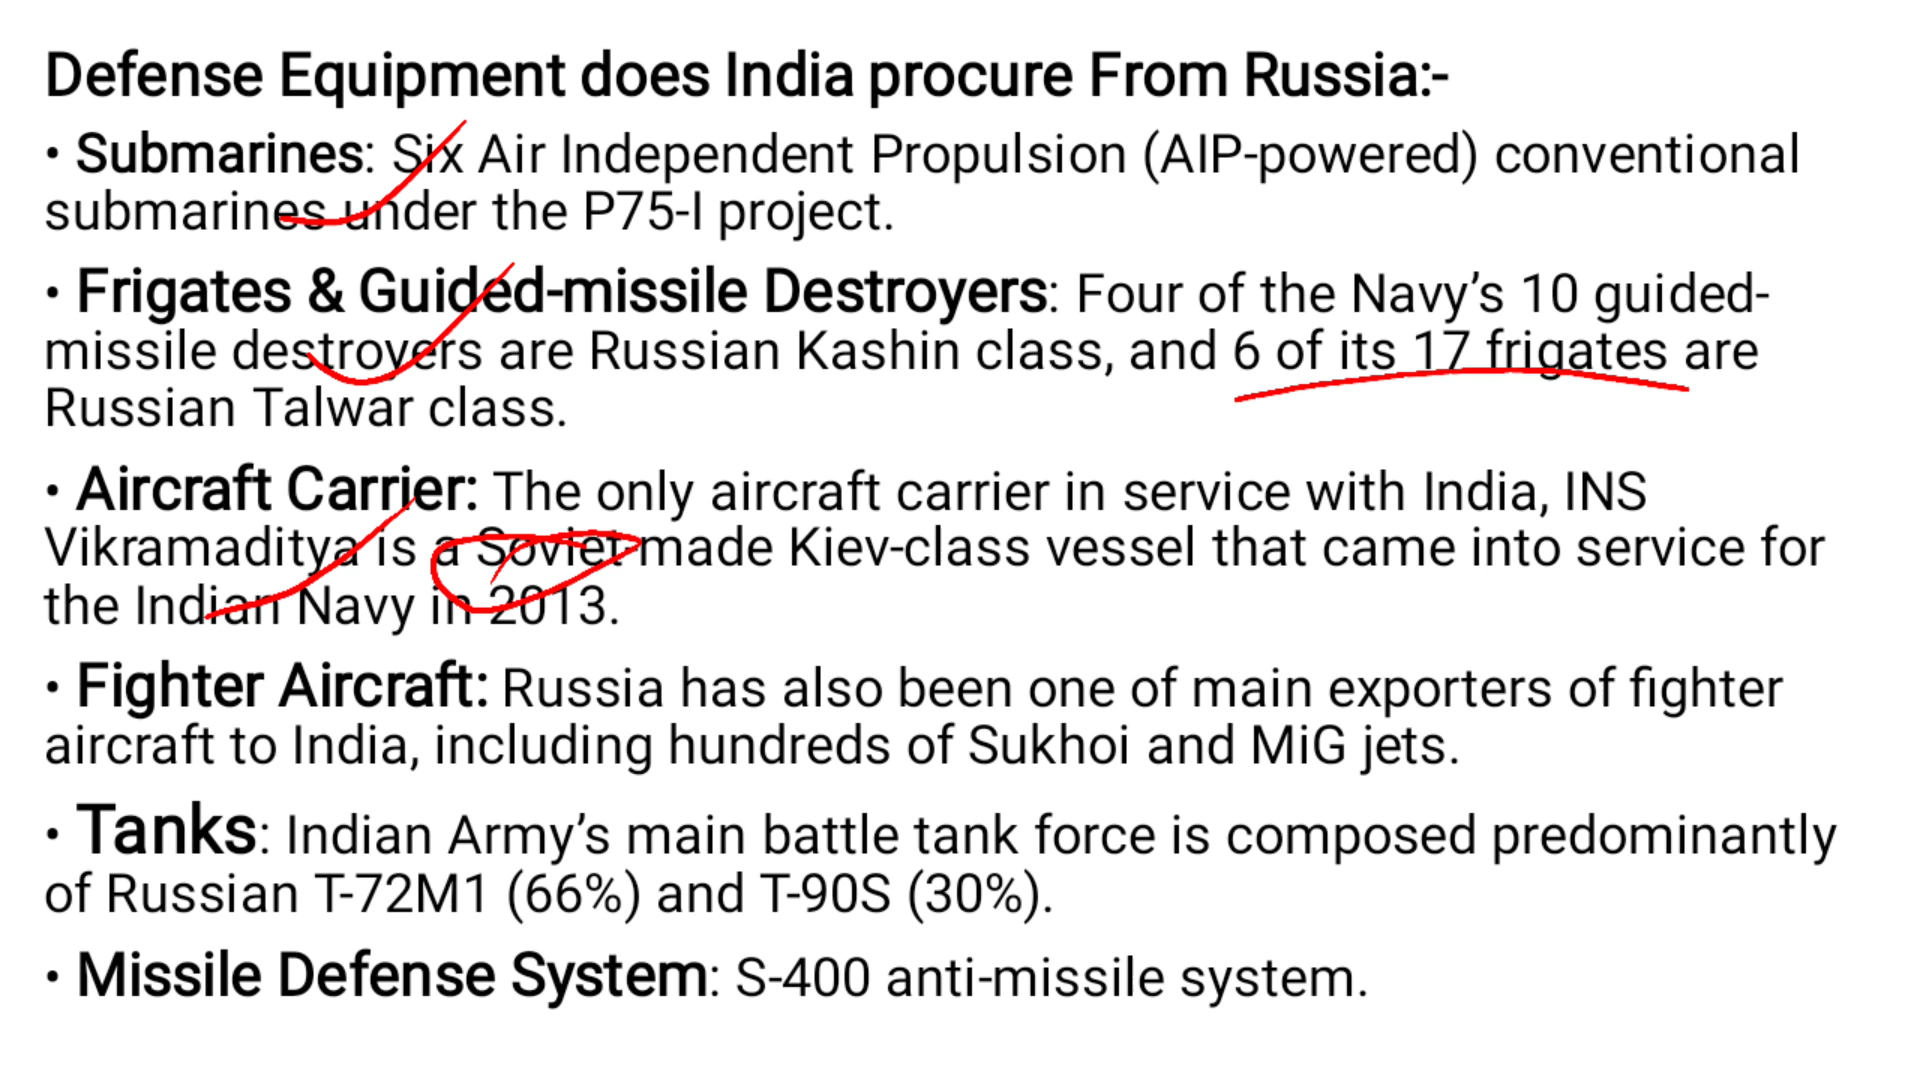 Defense Equipment does India procure From Russia:-
• Submarines: Six Air Independent Propulsion (AIP-powered) conventional
submarines under the P75-I project.
• Frigates & Guided-missile Destroyers: Four of the Navy’s 10 guided-
missile destroyers are Russian Kashin class, and 6 of its 17 frigates are
Russian Talwar class.
• Aircraft Carrier: The only aircraft carrier in service with India, INS
Vikramaditya is a Soviet-made Kiev-class vessel that came into service for
the Indian Navy in 2013.
• Fighter Aircraft: Russia has also been one of main exporters of fighter
aircraft to India, including hundreds of Sukhoi and MiG jets.
• Tanks: Indian Army’s main battle tank force is composed predominantly
of Russian T-72M1 (66%) and T-90S (30%).
• Missile Defense System: S-400 anti-missile system.